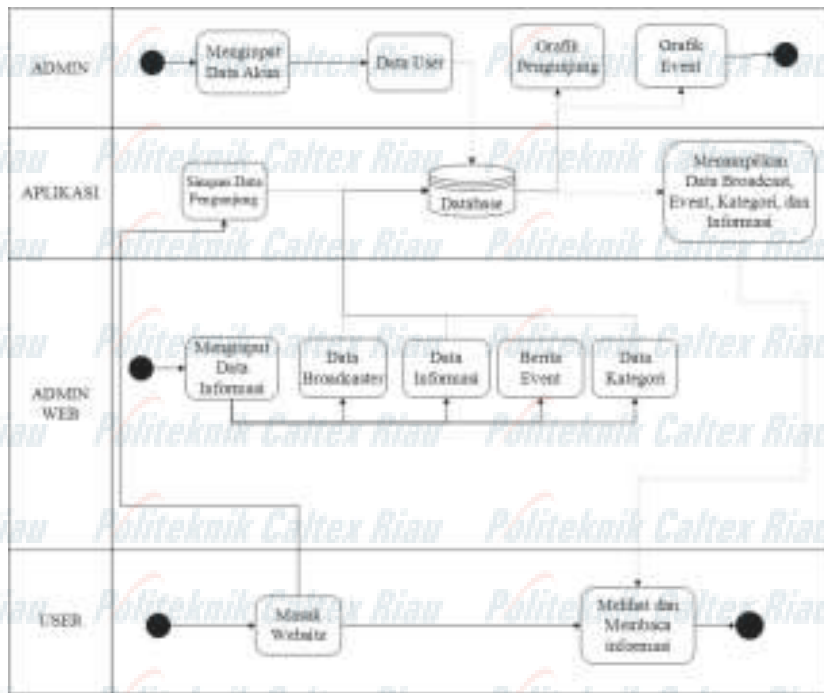 ADMIN
Menginput
Data Akun
Data User
Grafik
Pengunjung
Grafik
Event
APLIKASI
Simpan Data
Pengunjung
Database
Menampilkan
Data Broadcast,
Event, Kategori, dan
Informasi
ADMIN
WEB
Menginput
Data
Informasi
Data
Broadcaster
Data
Informasi
Berita
Event
Data
Kategori
USER
Masuk
Website
Melihat dan
Membaca
informasi
Politeknik Caltex Riau